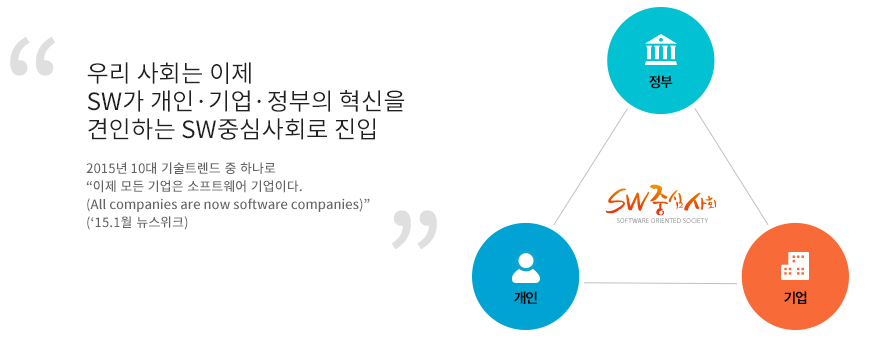 우리 사회는 이제
SW가 개인·기업·정부의 혁신을
견인하는 SW중심사회로 진입
2015년 10대 기술트렌드 중 하나로
“이제 모든 기업은 소프트웨어 기업이다.
(All companies are now software companies)”
(‘15.1월 뉴스위크)
정부
SW중심사회
SOFTWARE ORIENTED SOCIETY
개인
기업